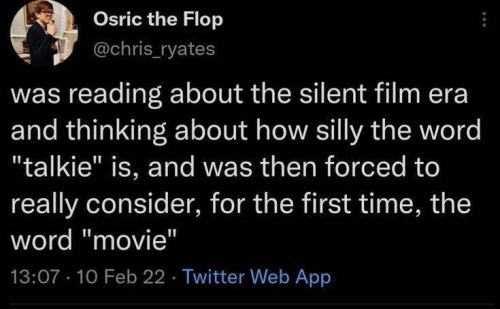 Osric the Flop
@chris_ryates
was reading about the silent film era
and thinking about how silly the word
"talkie" is, and was then forced to
really consider, for the first time, the
word "movie"
13:07 · 10 Feb 22 · Twitter Web App